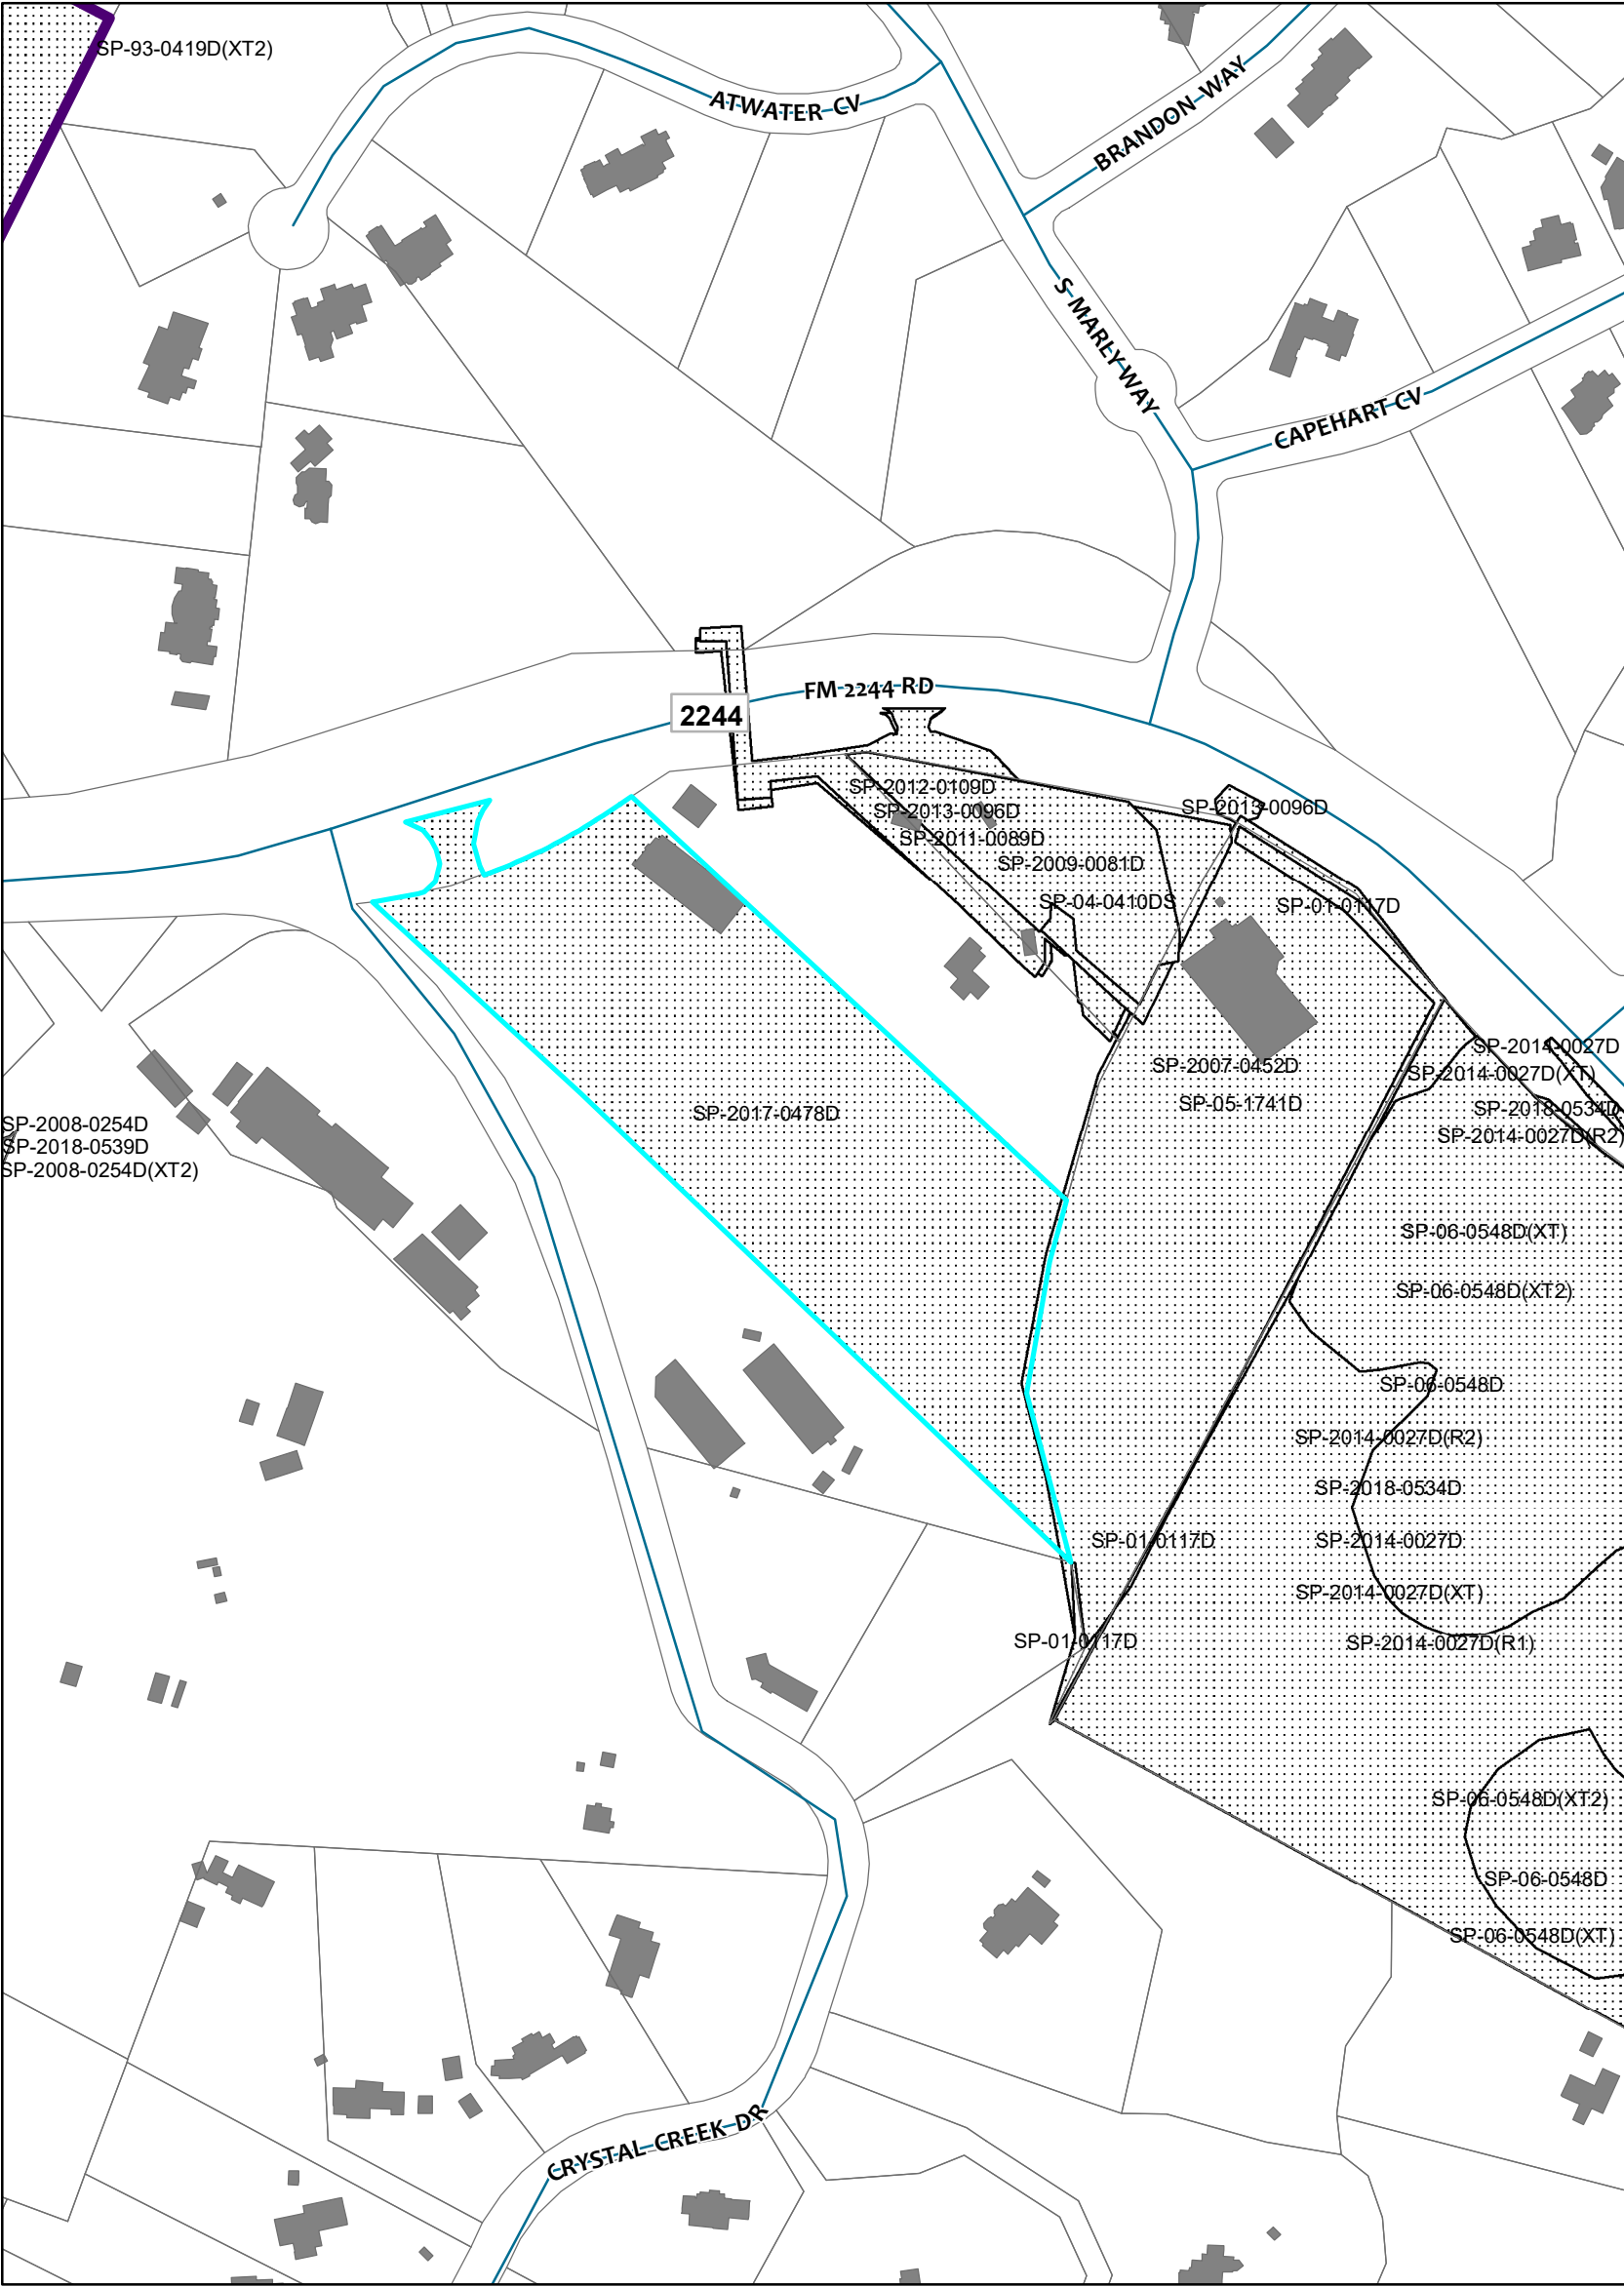 SP-93-0419D(XT2)
ATWATER CV
BRANDON WAY
S MARLY WAY
CAPEHART CV
FM 2244 RD
2244
SP-2012-0109D
SP-2013-0096D
SP-2013-0096D
SP-2011-0089D
SP-2009-0081D
SP-04-0410DS
SP-01-0117D
SP-2014-0027D
SP-2007-0452D
SP-2014-0027D(XT)
SP-05-1741D
SP-2018-0534D
SP-2017-0478D
SP-2014-0027D(R2)
SP-2008-0254D
SP-2018-0539D
SP-2008-0254D(XT2)
SP-06-0548D(XT)
SP-06-0548D(XT2)
SP-06-0548D
SP-2014-0027D(R2)
SP-2018-0534D
SP-01-0117D
SP-2014-0027D
SP-2014-0027D(XT)
SP-01-0117D
SP-2014-0027D(R1)
SP-06-0548D(XT2)
SP-06-0548D
SP-06-0548D(XT)
CRYSTAL CREEK DR